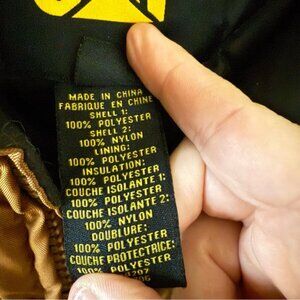 MADE IN CHINA
FABRIQUE EN CHINE
SHELL 1:
100% POLYESTER
SHELL 2:
100% NYLON
LINING:
100% POLYESTER
INSULATION:
100% POLYESTER
COUCHE ISOLANTE 1:
100% POLYESTER
COUCHE ISOLANTE 2:
100% NYLON
DOUBLURE:
100% POLYESTER
COUCHE PROTECTRICE:
100% POLYESTER